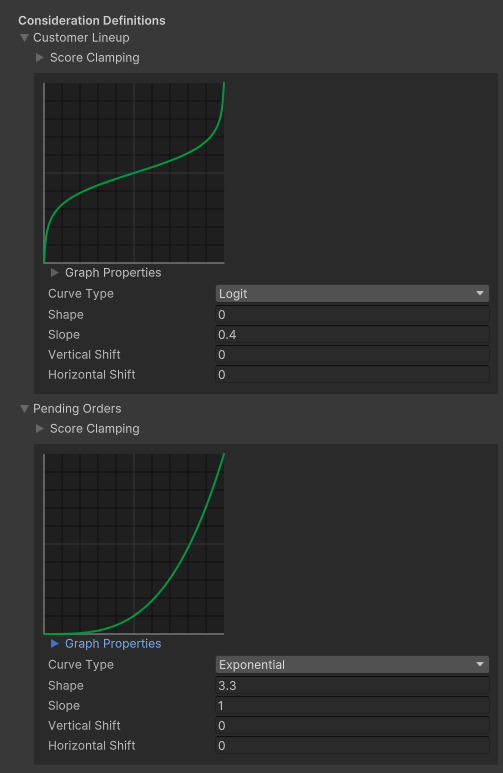 Consideration Definitions
Customer Lineup
Score Clamping
Graph Properties
Curve Type Logit
Shape 0
Slope 0.4
Vertical Shift 0
Horizontal Shift 0
Pending Orders
Score Clamping
Graph Properties
Curve Type Exponential
Shape 3.3
Slope 1
Vertical Shift 0
Horizontal Shift 0